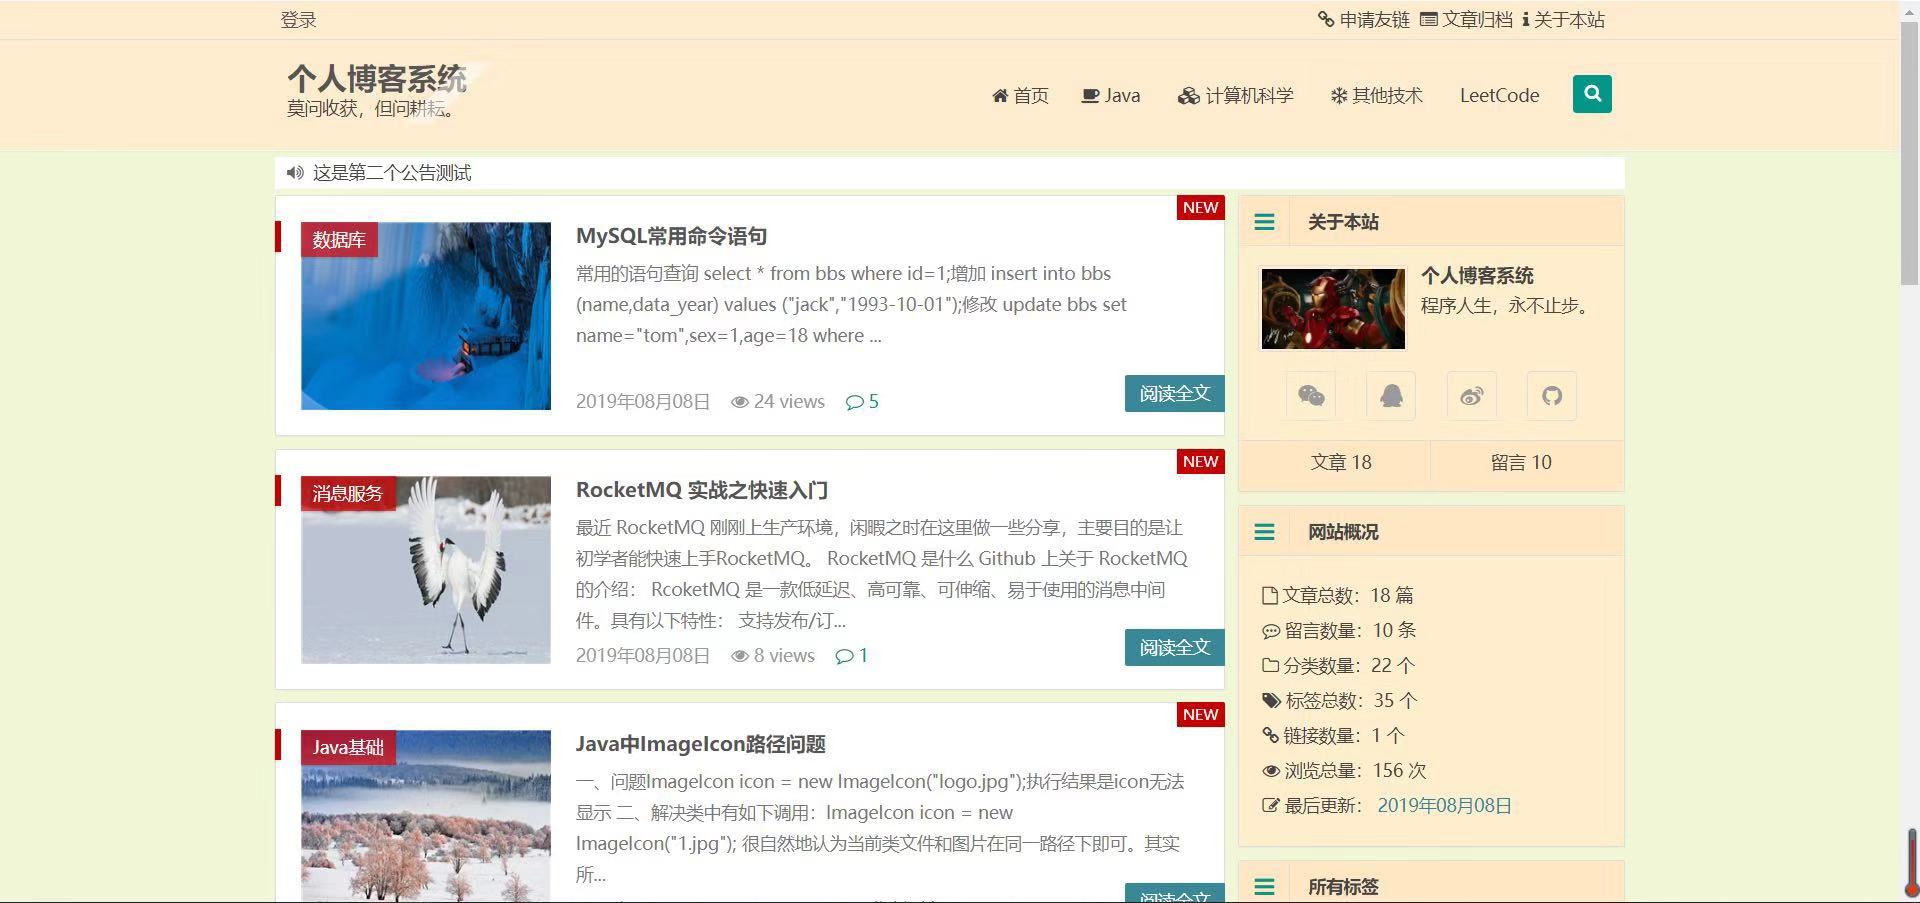 登录
申请友链 文章归档 关于本站
个人博客系统
莫问收获，但问耕耘。
首页 Java 计算机科学 其他技术 LeetCode
这是第二个公告测试
NEW
数据库
MySQL常用命令语句
常用的语句查询 select * from bbs where id=1;增加 insert into bbs
(name,data_year) values ("jack","1993-10-01");修改 update bbs set
name="tom",sex=1,age=18 where ...
2019年08月08日 24 views 5
阅读全文
NEW
消息服务
RocketMQ 实战之快速入门
最近 RocketMQ 刚刚上生产环境，闲暇之时在这里做一些分享，主要目的是让
初学者能快速上手RocketMQ。 RocketMQ 是什么 Github 上关于 RocketMQ
的介绍： RcoketMQ 是一款低延迟、高可靠、可伸缩、易于使用的消息中间
件。具有以下特性： 支持发布/订...
2019年08月08日 8 views 1
阅读全文
NEW
Java基础
Java中ImageIcon路径问题
一、问题ImageIcon icon = new ImageIcon("logo.jpg");执行结果是icon无法
显示 二、解决类中有如下调用：ImageIcon icon = new
ImageIcon("1.jpg"); 很自然地认为当前类文件和图片在同一路径下即可。其实
所...
阅读全文
关于本站
个人博客系统
程序人生，永不止步。
文章 18 留言 10
网站概况
文章总数：18 篇
留言数量：10 条
分类数量：22 个
标签总数：35 个
链接数量：1 个
浏览总量：156 次
最后更新： 2019年08月08日
所有标签